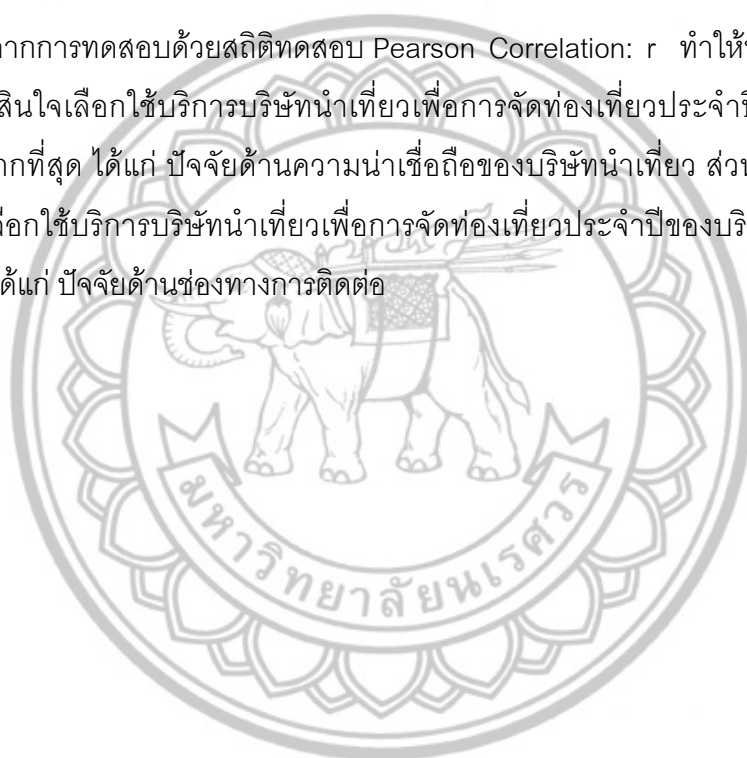 ากการทดสอบด้วยสถิติทดสอบ Pearson Correlation: r ทำให้
สินใจเลือกใช้บริการบริษัทนำเที่ยวเพื่อการจัดท่องเที่ยวประจำปี
ากที่สุด ได้แก่ ปัจจัยด้านความน่าเชื่อถือของบริษัทนำเที่ยว ส่วน
ลือกใช้บริการบริษัทนำเที่ยวเพื่อการจัดท่องเที่ยวประจำปีของบริ
ด้แก่ ปัจจัยด้านช่องทางการติดต่อ
มหาวิทยาลัยนเรศวร